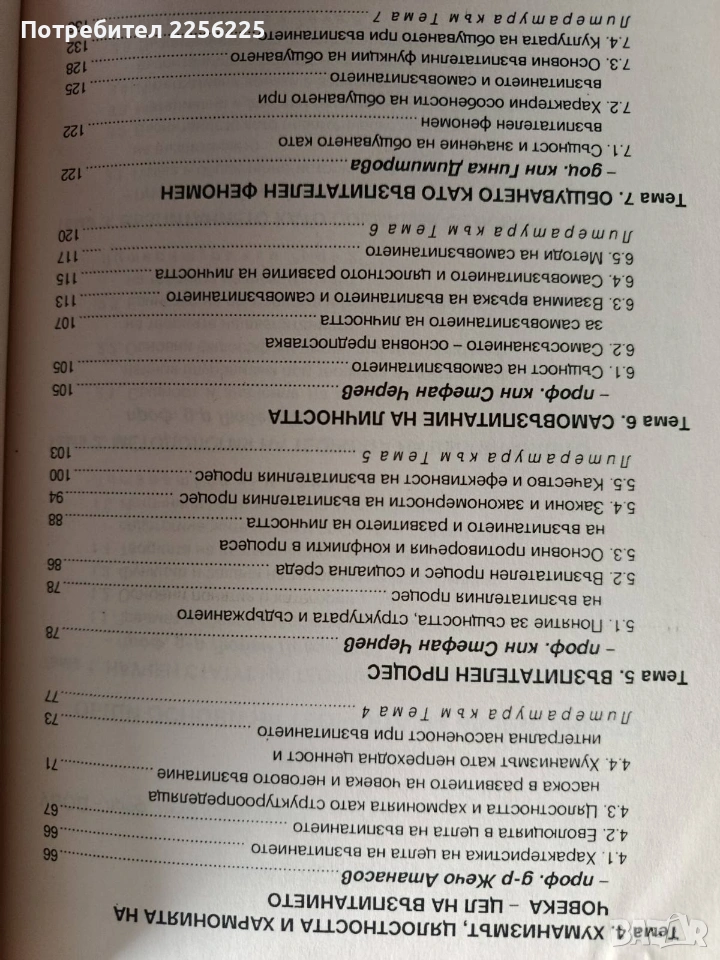 Потребител 2256225
Тема 4. ХУМАНИЗМЪТ, ЦЯЛОСТТА И ХАРМОНИЯТА НА
ЧОВЕКА – ЦЕЛ НА ВЪЗПИТАНИЕТО
– проф. д-р Жечо Атанасов ... 66
4.1. Характеристика на целта на възпитанието ... 66
4.2. Еволюцията в целта на възпитанието ... 67
4.3. Цялостността и хармонията като структуроопределяща
насока в развитието на човека и неговото възпитание ... 71
4.4. Хуманизмът като непреходна ценност и
интегрална насоченост при възпитанието ... 73
Литература към Тема 4 ... 77
Тема 5. ВЪЗПИТАТЕЛЕН ПРОЦЕС
– проф. кпн Стефан Чернев ... 78
5.1. Понятие за същността, структурата и съдържанието
на възпитателния процес ... 78
5.2. Възпитателен процес и социална среда ... 86
5.3. Основни противоречия и конфликти в процеса
на възпитанието и развитието на личността ... 88
5.4. Закони и закономерности на възпитателния процес ... 94
5.5. Качество и ефективност на възпитателния процес ... 100
Литература към Тема 5 ... 103
Тема 6. САМОВЪЗПИТАНИЕ НА ЛИЧНОСТТА
– проф. кпн Стефан Чернев ... 105
6.1. Същност на самовъзпитанието ... 105
6.2. Самосъзнанието – основна предпоставка
за самовъзпитанието на личността ... 107
6.3. Взаимна връзка на възпитанието и самовъзпитанието ... 113
6.4. Самовъзпитанието и цялостното развитие на личността ... 115
6.5. Методи на самовъзпитанието ... 117
Литература към Тема 6 ... 120
Тема 7. ОБЩУВАНЕТО КАТО ВЪЗПИТАТЕЛЕН ФЕНОМЕН
– доц. кпн Гинка Димитрова ... 122
7.1. Същност и значение на общуването като
възпитателен феномен ... 122
7.2. Характерни особености на общуването при
възпитанието и самовъзпитанието ... 125
7.3. Основни възпитателни функции на общуването ... 128
7.4. Културата на общуването при възпитанието ... 132
Литература към Тема 7
bazar